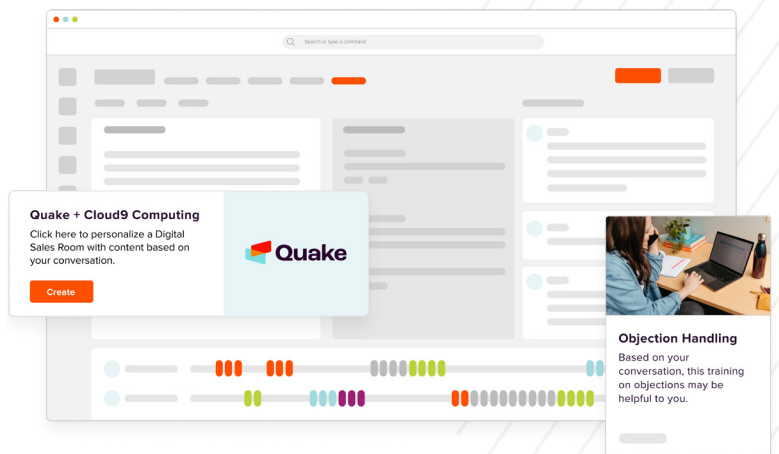 Search or type a command
Quake + Cloud9 Computing
Click here to personalize a Digital
Sales Room with content based on
your conversation.
Create
Quake
Objection Handling
Based on your
conversation, this training
on objections may be
helpful to you.